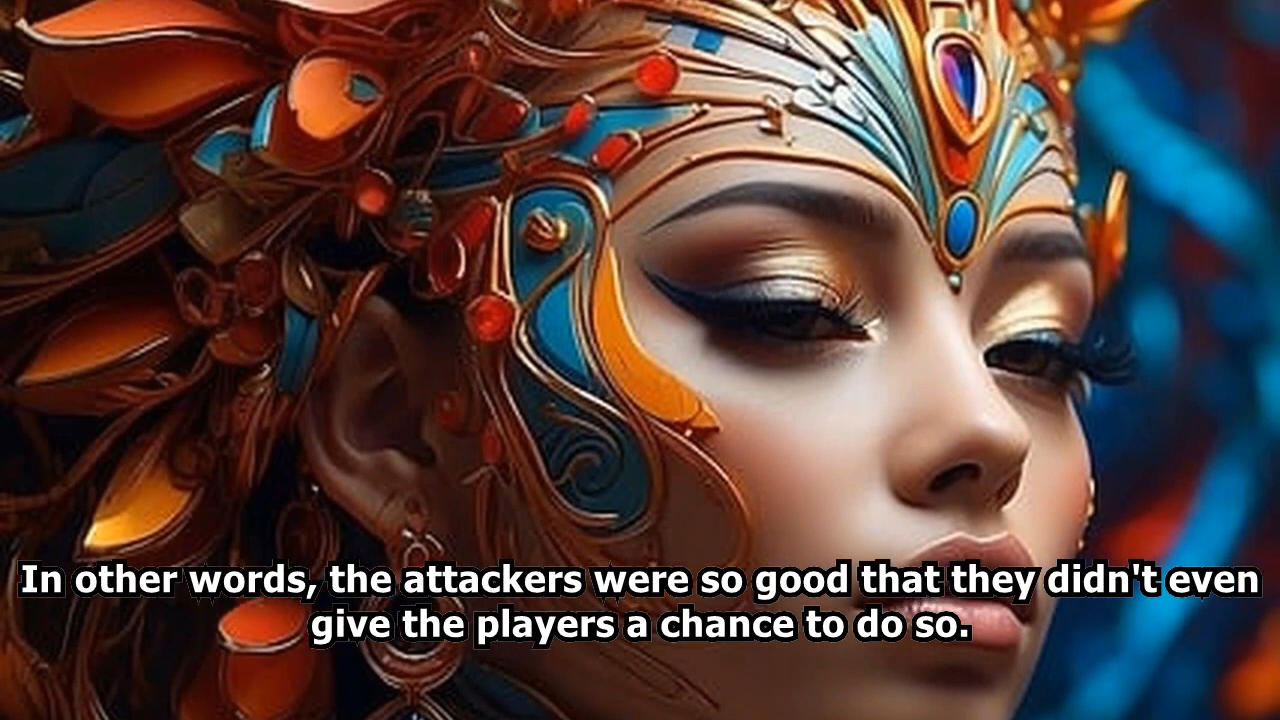 In other words, the attackers were so good that they didn't even
give the players a chance to do so.